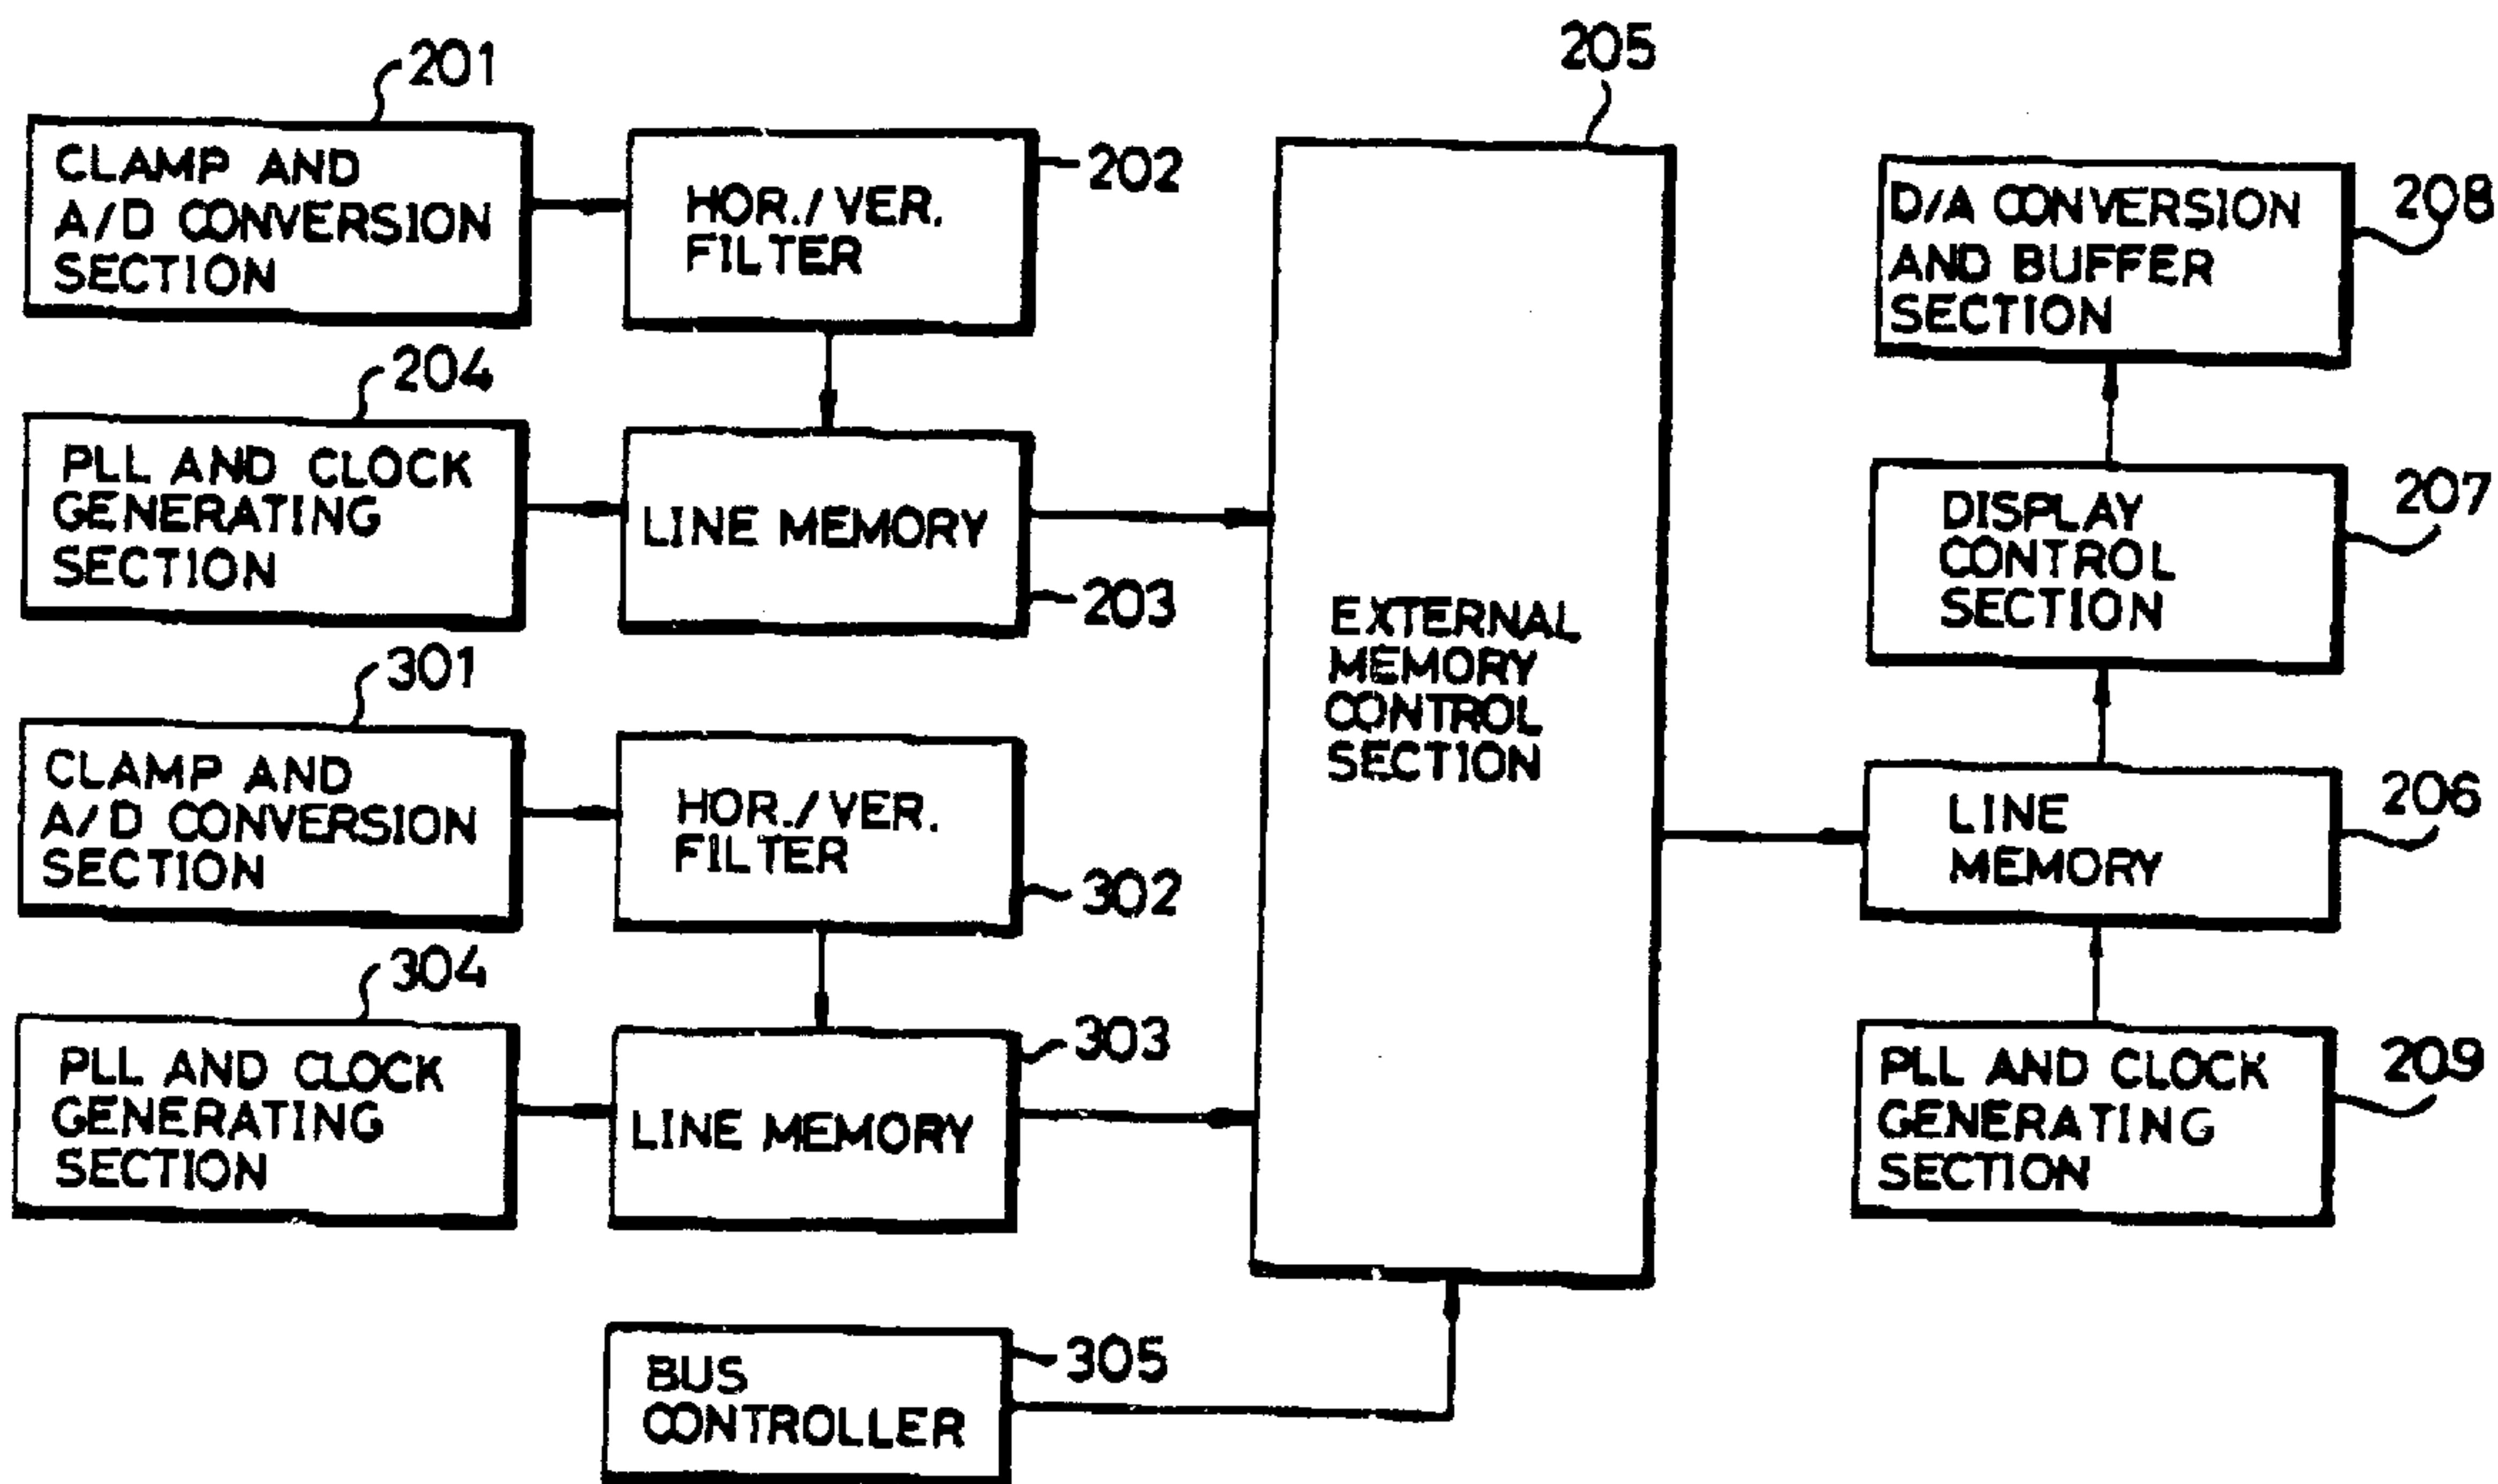 201
CLAMP AND
A/D CONVERSION
SECTION
202
HOR./VER.
FILTER
204
PLL AND CLOCK
GENERATING
SECTION
LINE MEMORY
203
301
CLAMP AND
A/D CONVERSION
SECTION
HOR./VER.
FILTER
302
304
PLL AND CLOCK
GENERATING
SECTION
303
LINE MEMORY
305
BUS
CONTROLLER
205
EXTERNAL
MEMORY
CONTROL
SECTION
208
D/A CONVERSION
AND BUFFER
SECTION
207
DISPLAY
CONTROL
SECTION
206
LINE
MEMORY
209
PLL AND CLOCK
GENERATING
SECTION